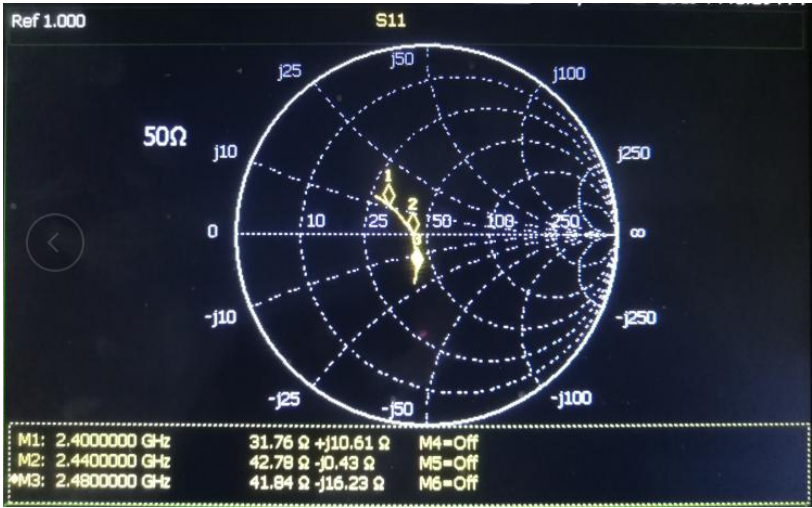 Ref 1.000
S11
50Ω
j50
j25
j100
j10
j250
1
2
0
10
25
50
100
250
∞
3
-j10
-j250
-j25
-j50
-j100
M1: 2.4000000 GHz 31.76 Ω +j10.61 Ω M4=Off
M2: 2.4400000 GHz 42.78 Ω -j0.43 Ω M5=Off
M3: 2.4800000 GHz 41.84 Ω -j16.23 Ω M6=Off